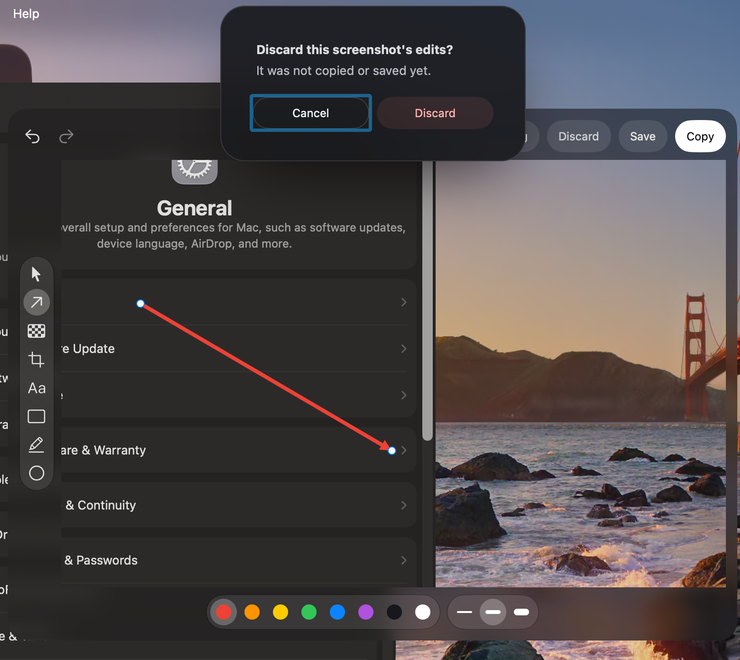 Help
Discard this screenshot's edits?
It was not copied or saved yet.
Cancel
Discard
Discard
Save
Copy
General
verall setup and preferences for Mac, such as software updates,
device language, AirDrop, and more.
re Update
are & Warranty
& Continuity
& Passwords
Aa